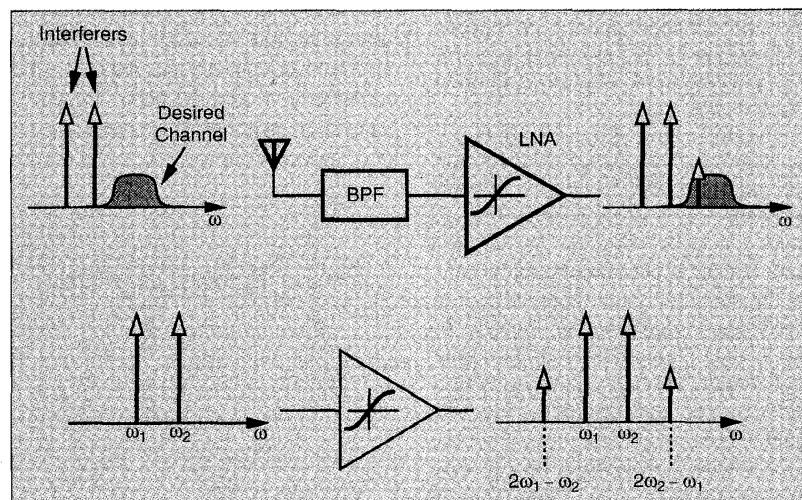 Interferers
Desired
Channel
LNA
BPF
ω
ω
ω₁ ω₂ ω
ω₁ ω₂ ω
2ω₁ – ω₂ 2ω₂ – ω₁